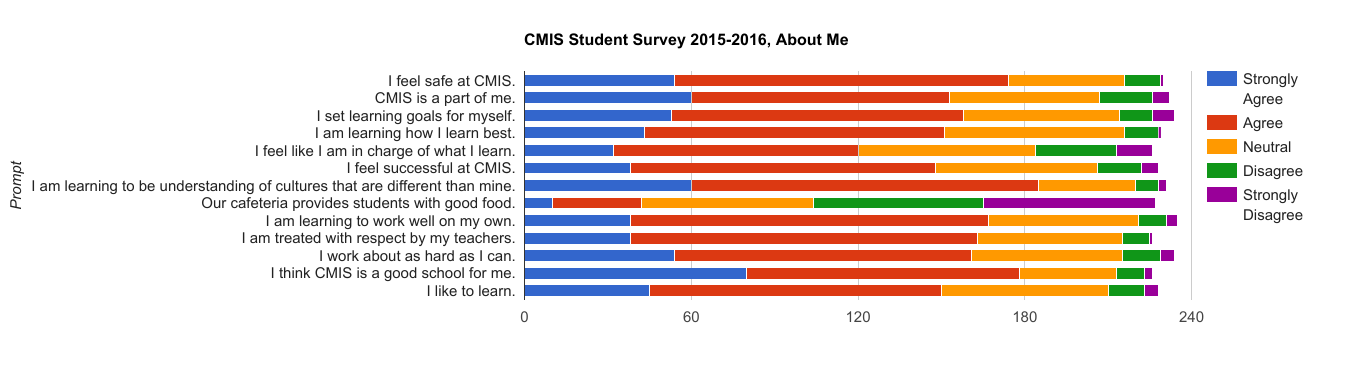 CMIS Student Survey 2015-2016, About Me
Prompt
I feel safe at CMIS.
CMIS is a part of me.
I set learning goals for myself.
I am learning how I learn best.
I feel like I am in charge of what I learn.
I feel successful at CMIS.
I am learning to be understanding of cultures that are different than mine.
Our cafeteria provides students with good food.
I am learning to work well on my own.
I am treated with respect by my teachers.
I work about as hard as I can.
I think CMIS is a good school for me.
I like to learn.
0 60 120 180 240
Strongly
Agree
Agree
Neutral
Disagree
Strongly
Disagree